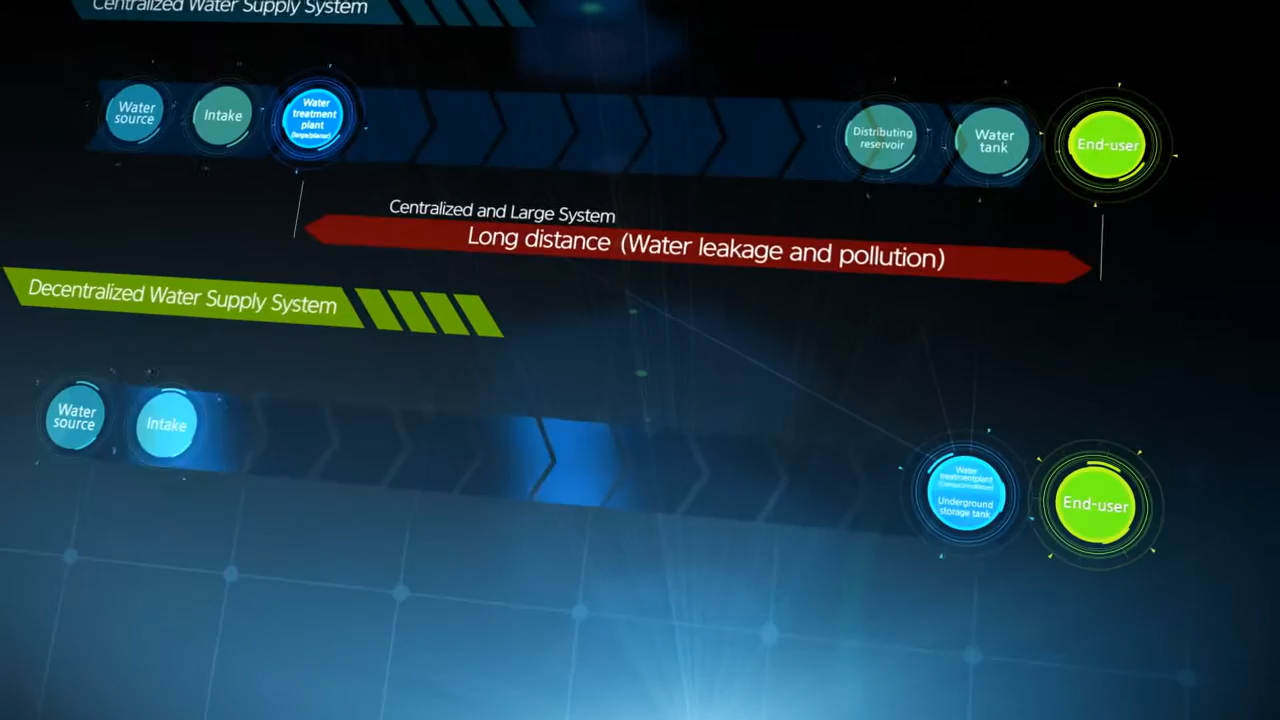 Centralized Water Supply System
Water
source
Intake
Water
treatment
plant
Distributing
reservoir
Water
tank
End-user
Centralized and Large System
Long distance (Water leakage and pollution)
Decentralized Water Supply System
Water
source
Intake
Water
treatmentplant
Underground
storage tank
End-user